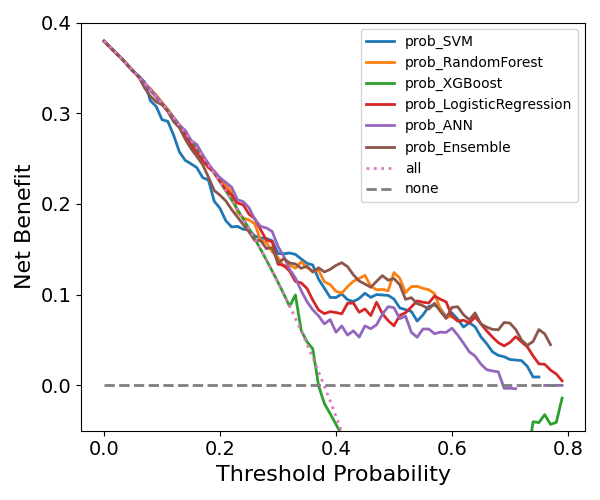 0.4
0.3
0.2
0.1
0.0
Net Benefit
prob_SVM
prob_RandomForest
prob_XGBoost
prob_LogisticRegression
prob_ANN
prob_Ensemble
all
none
0.0 0.2 0.4 0.6 0.8
Threshold Probability